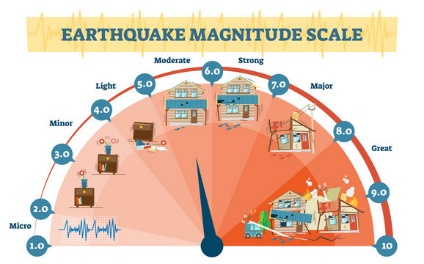 EARTHQUAKE MAGNITUDE SCALE
Micro
1.0
2.0
Minor
3.0
4.0
Light
5.0
Moderate
6.0
Strong
7.0
Major
8.0
Great
9.0
10